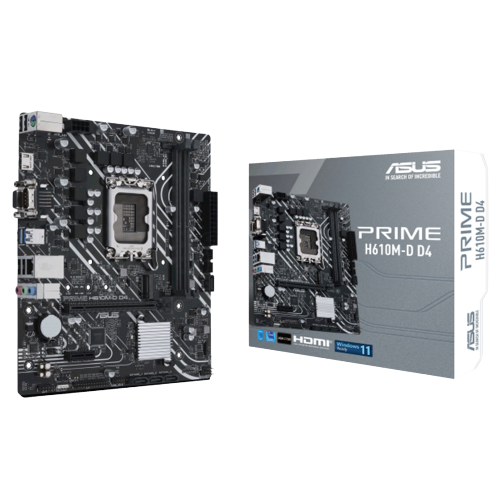 PRIME H610M-D D4
ASUS
ASUS
IN SEARCH OF INCREDIBLE
PRIME
H610M-D D4
HDMI
Windows 11
Ready
PRIME
H610M-D D4
ASUS